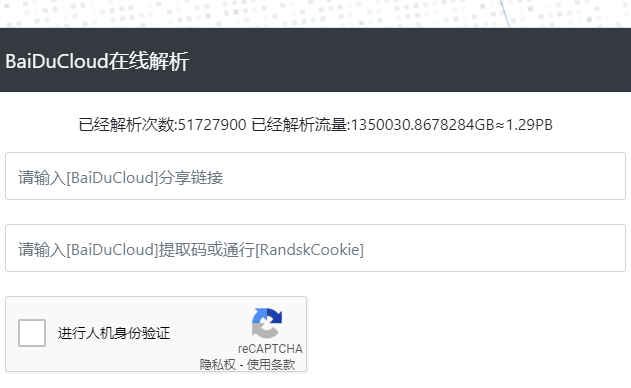 BaiDuCloud在线解析
已经解析次数:51727900 已经解析流量:1350030.8678284GB≈1.29PB
请输入[BaiDuCloud]分享链接
请输入[BaiDuCloud]提取码或通行[RandskCookie]
进行人机身份验证
reCAPTCHA
隐私权 - 使用条款